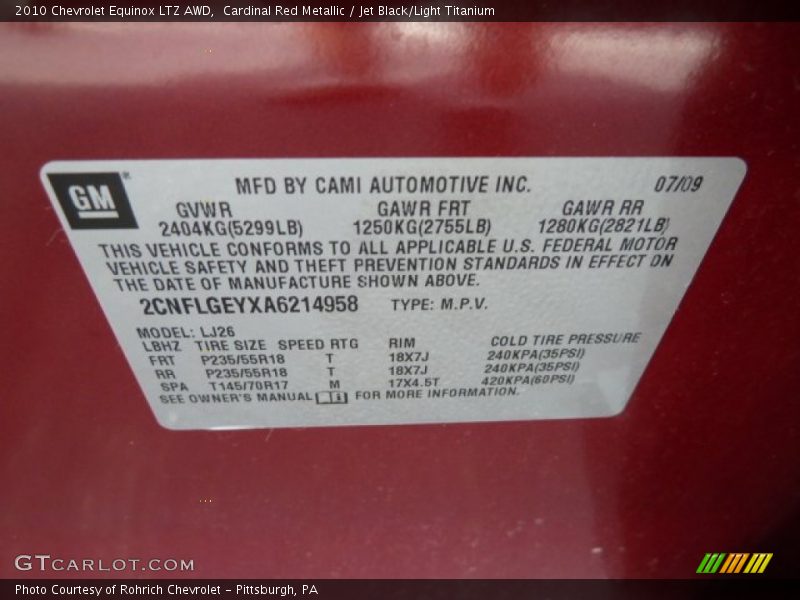 2010 Chevrolet Equinox LTZ AWD,  Cardinal Red Metallic / Jet Black/Light Titanium
GM®
MFD BY CAMI AUTOMOTIVE INC. 07/09
GVWR GAWR FRT GAWR RR
2404KG(5299LB) 1250KG(2755LB) 1280KG(2821LB)
THIS VEHICLE CONFORMS TO ALL APPLICABLE U.S. FEDERAL MOTOR
VEHICLE SAFETY AND THEFT PREVENTION STANDARDS IN EFFECT ON
THE DATE OF MANUFACTURE SHOWN ABOVE.
2CNFLGEYXA6214958 TYPE: M.P.V.
MODEL: LJ26
LBHZ TIRE SIZE SPEED RTG RIM COLD TIRE PRESSURE
FRT P235/55R18 T 18X7J 240KPA(35PSI)
RR P235/55R18 T 18X7J 240KPA(35PSI)
SPA T145/70R17 M 17X4.5T 420KPA(60PSI)
SEE OWNER'S MANUAL i FOR MORE INFORMATION.
GTCARLOT.COM
Photo Courtesy of Rohrich Chevrolet - Pittsburgh, PA